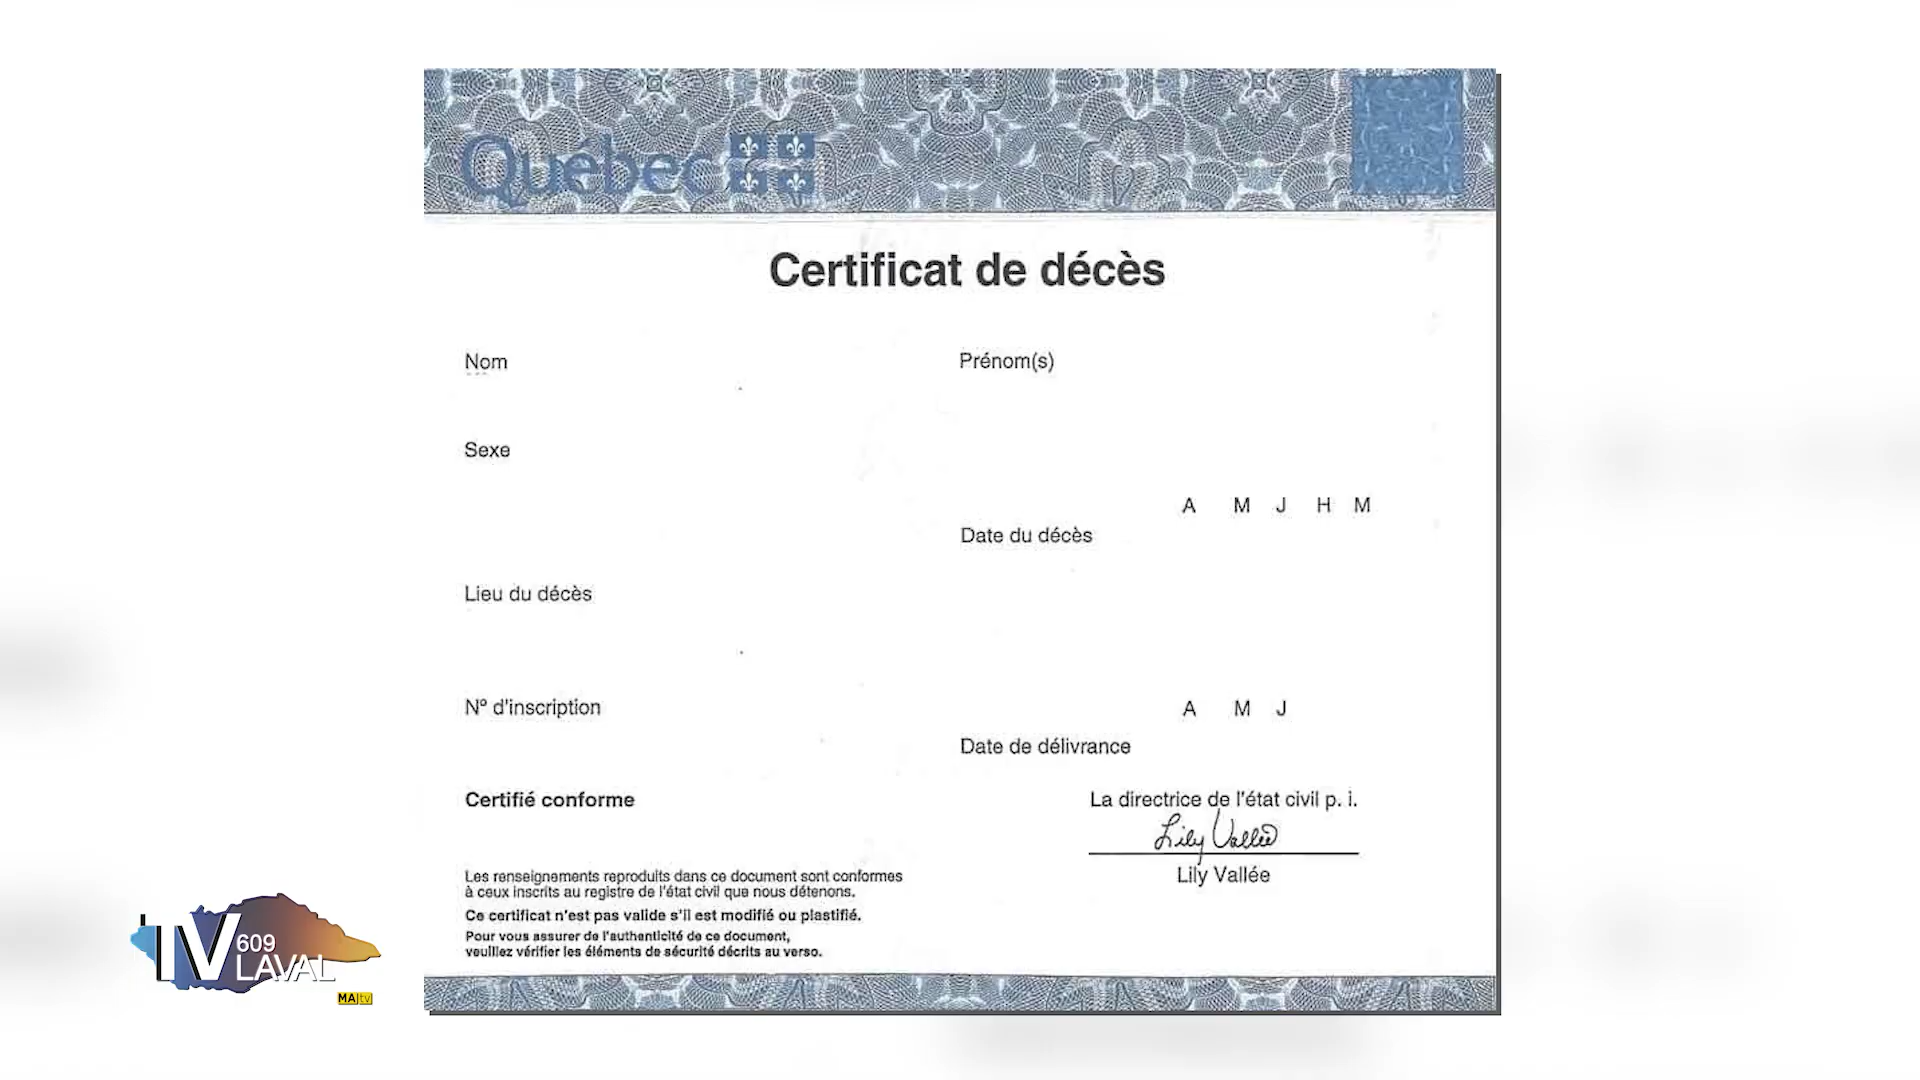 Québec
Certificat de décès
Nom
Prénom(s)
Sexe
A M J H M
Date du décès
Lieu du décès
Nº d'inscription
A M J
Date de délivrance
Certifié conforme
La directrice de l'état civil p. i.
Lily Vallée
Lily Vallée
Les renseignements reproduits dans ce document sont conformes
à ceux inscrits au registre de l'état civil que nous détenons.
Ce certificat n'est pas valide s'il est modifié ou plastifié.
Pour vous assurer de l'authenticité de ce document,
veuillez vérifier les éléments de sécurité décrits au verso.
TV 609
LAVAL
MAtv